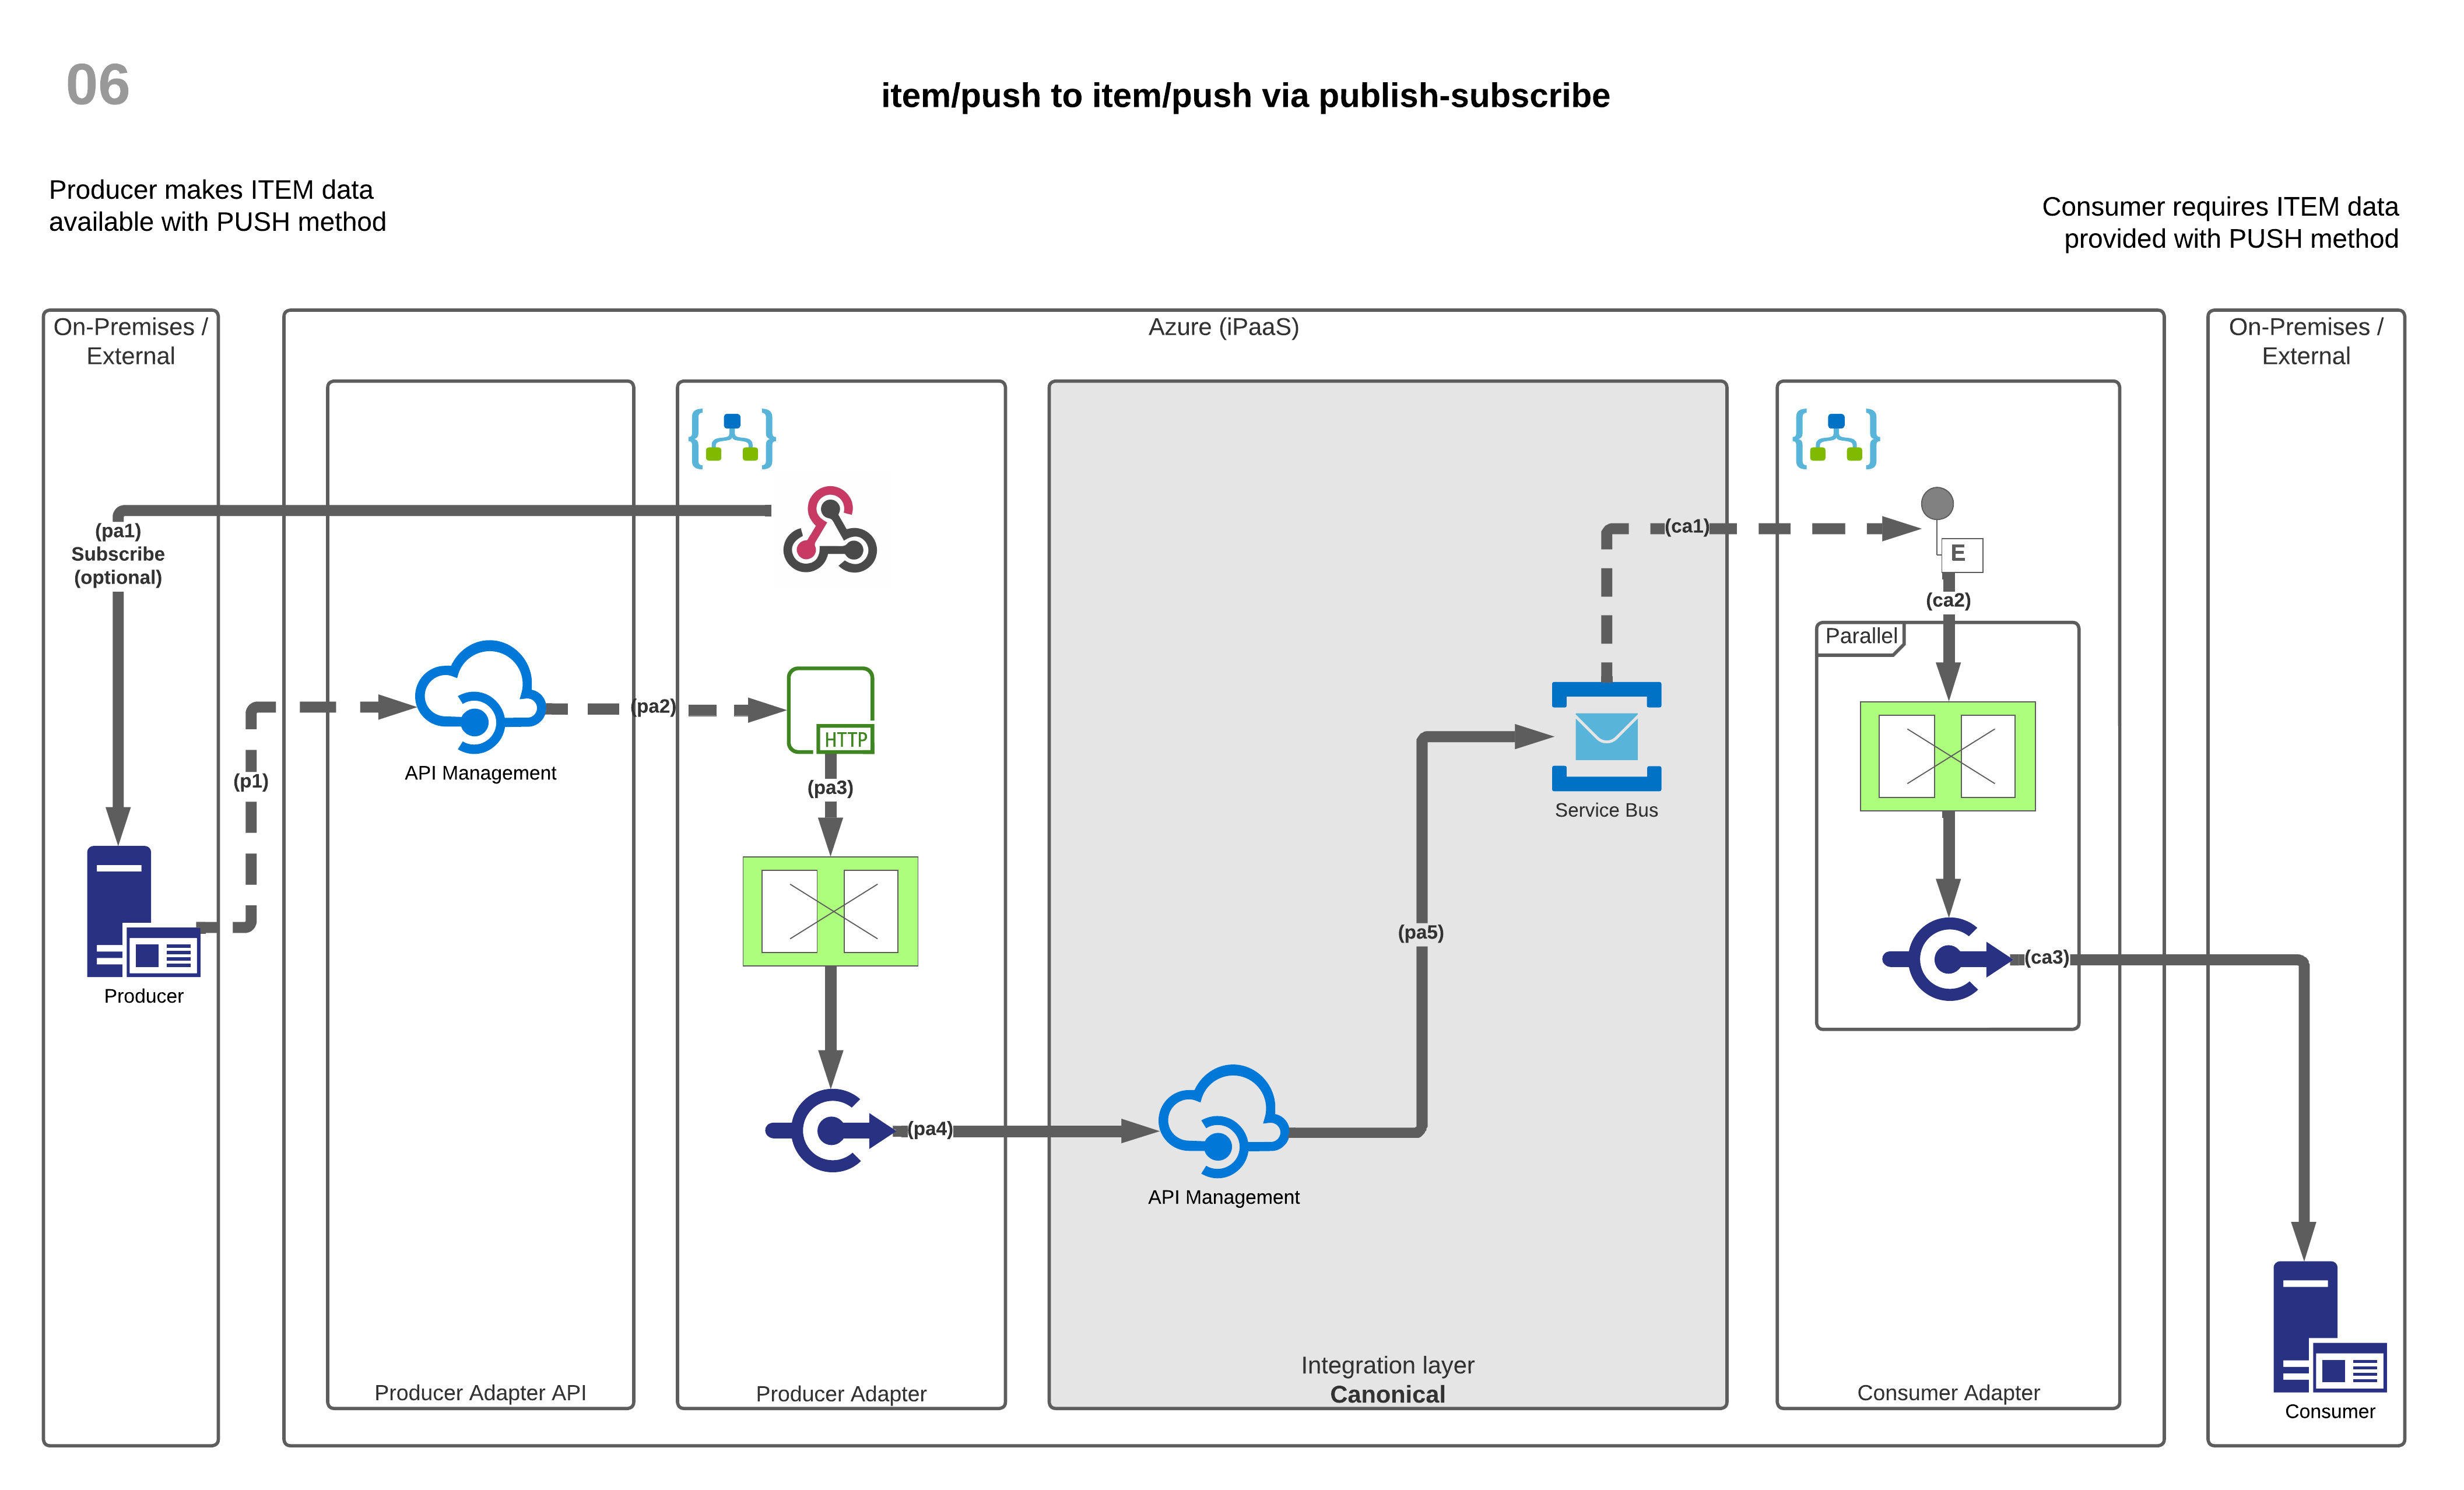 06
item/push to item/push via publish-subscribe
Producer makes ITEM data
available with PUSH method
Consumer requires ITEM data
provided with PUSH method
On-Premises /
External
Azure (iPaaS)
On-Premises /
External
(pa1)
Subscribe
(optional)
(p1)
Producer
API Management
Producer Adapter API
(pa2)
HTTP
(pa3)
(pa4)
Producer Adapter
API Management
(pa5)
Service Bus
Integration layer
Canonical
(ca1)
E
(ca2)
Parallel
(ca3)
Consumer Adapter
Consumer